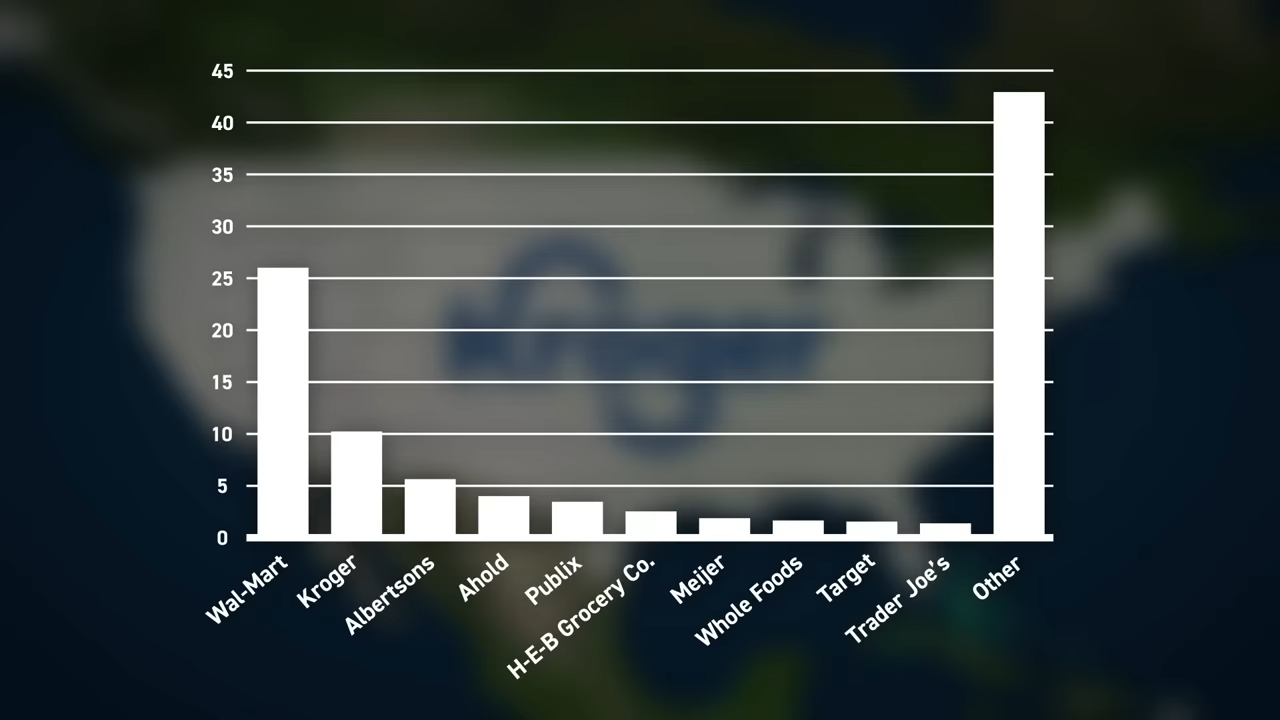 45
40
35
30
25
20
15
10
5
0
Wal-Mart
Kroger
Albertsons
Ahold
Publix
H-E-B Grocery Co.
Meijer
Whole Foods
Target
Trader Joe's
Other
Kroger